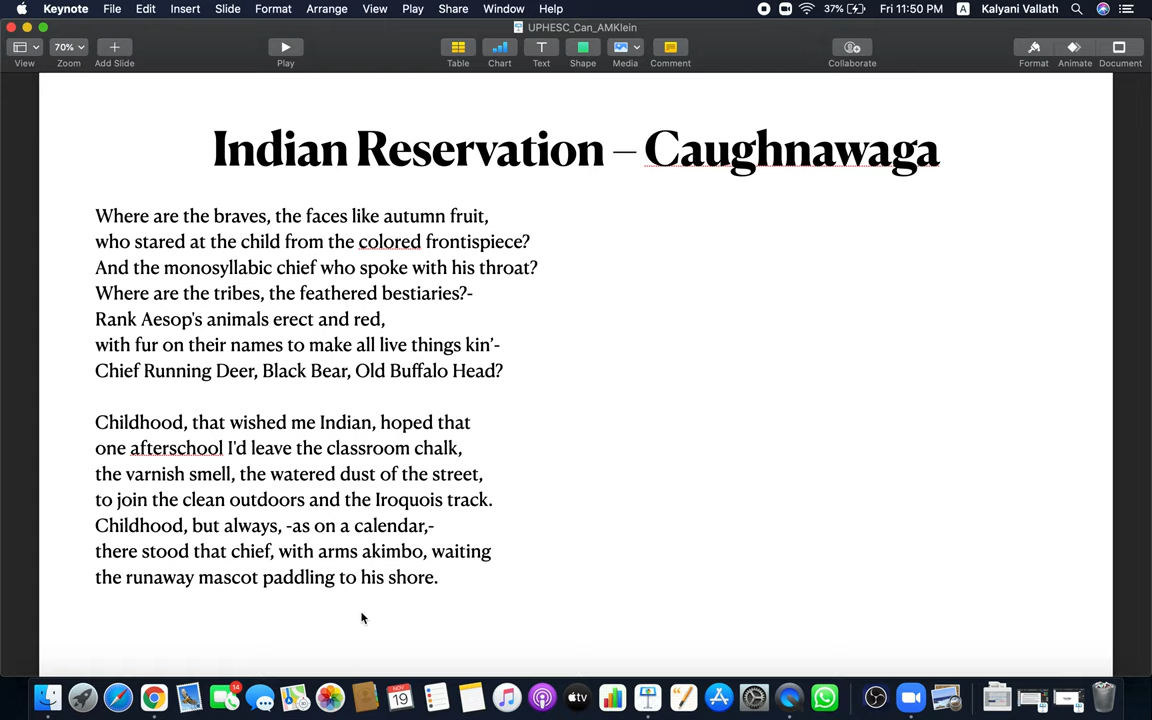 Keynote File Edit Insert Slide Format Arrange View Play Share Window Help 37% Fri 11:50 PM A Kalyani Vallath
UPHESC_Can_AMKlein
70%
View Zoom Add Slide Play Table Chart Text Shape Media Comment Collaborate Format Animate Document
Indian Reservation – Caughnawaga
Where are the braves, the faces like autumn fruit,
who stared at the child from the colored frontispiece?
And the monosyllabic chief who spoke with his throat?
Where are the tribes, the feathered bestiaries?-
Rank Aesop's animals erect and red,
with fur on their names to make all live things kin’-
Chief Running Deer, Black Bear, Old Buffalo Head?
Childhood, that wished me Indian, hoped that
one afterschool I'd leave the classroom chalk,
the varnish smell, the watered dust of the street,
to join the clean outdoors and the Iroquois track.
Childhood, but always, -as on a calendar,-
there stood that chief, with arms akimbo, waiting
the runaway mascot paddling to his shore.
14
NOV
19
tv